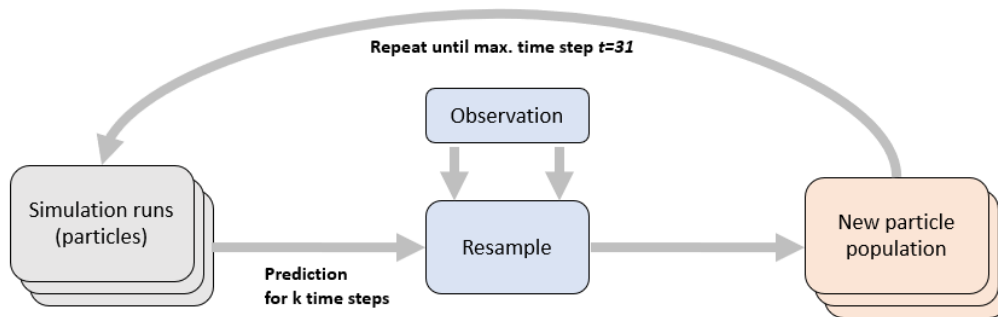 Repeat until max. time step t=31
Observation
Simulation runs
(particles)
Resample
New particle
population
Prediction
for k time steps